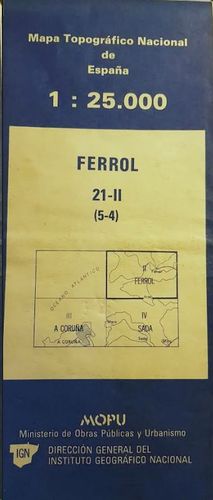 Mapa Topográfico Nacional
de
España
1 : 25.000
FERROL
21-II
(5-4)
OCEANO ATLANTICO
II
FERROL
III
A CORUÑA
A CORUÑA
IV
SADA
Sada
MOPU
Ministerio de Obras Públicas y Urbanismo
IGN
DIRECCIÓN GENERAL DEL
INSTITUTO GEOGRÁFICO NACIONAL